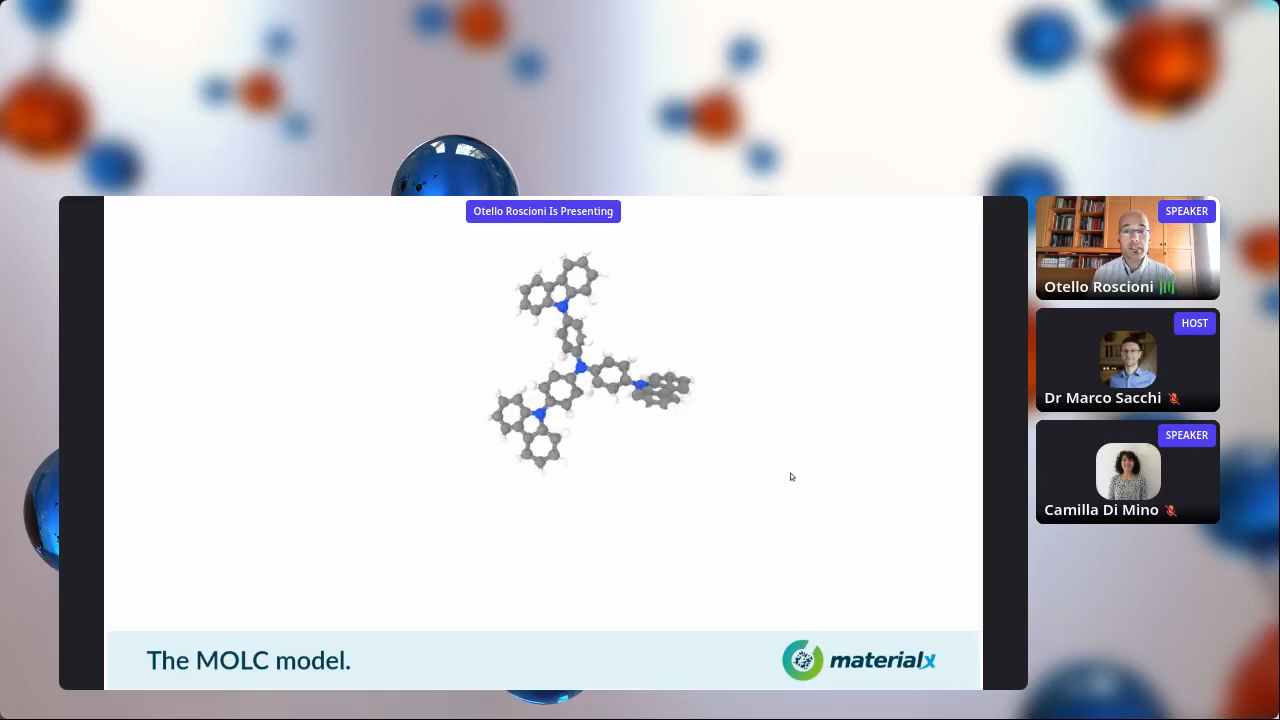 Otello Roscioni Is Presenting
SPEAKER
Otello Roscioni
HOST
Dr Marco Sacchi
SPEAKER
Camilla Di Mino
The MOLC model.
materialx